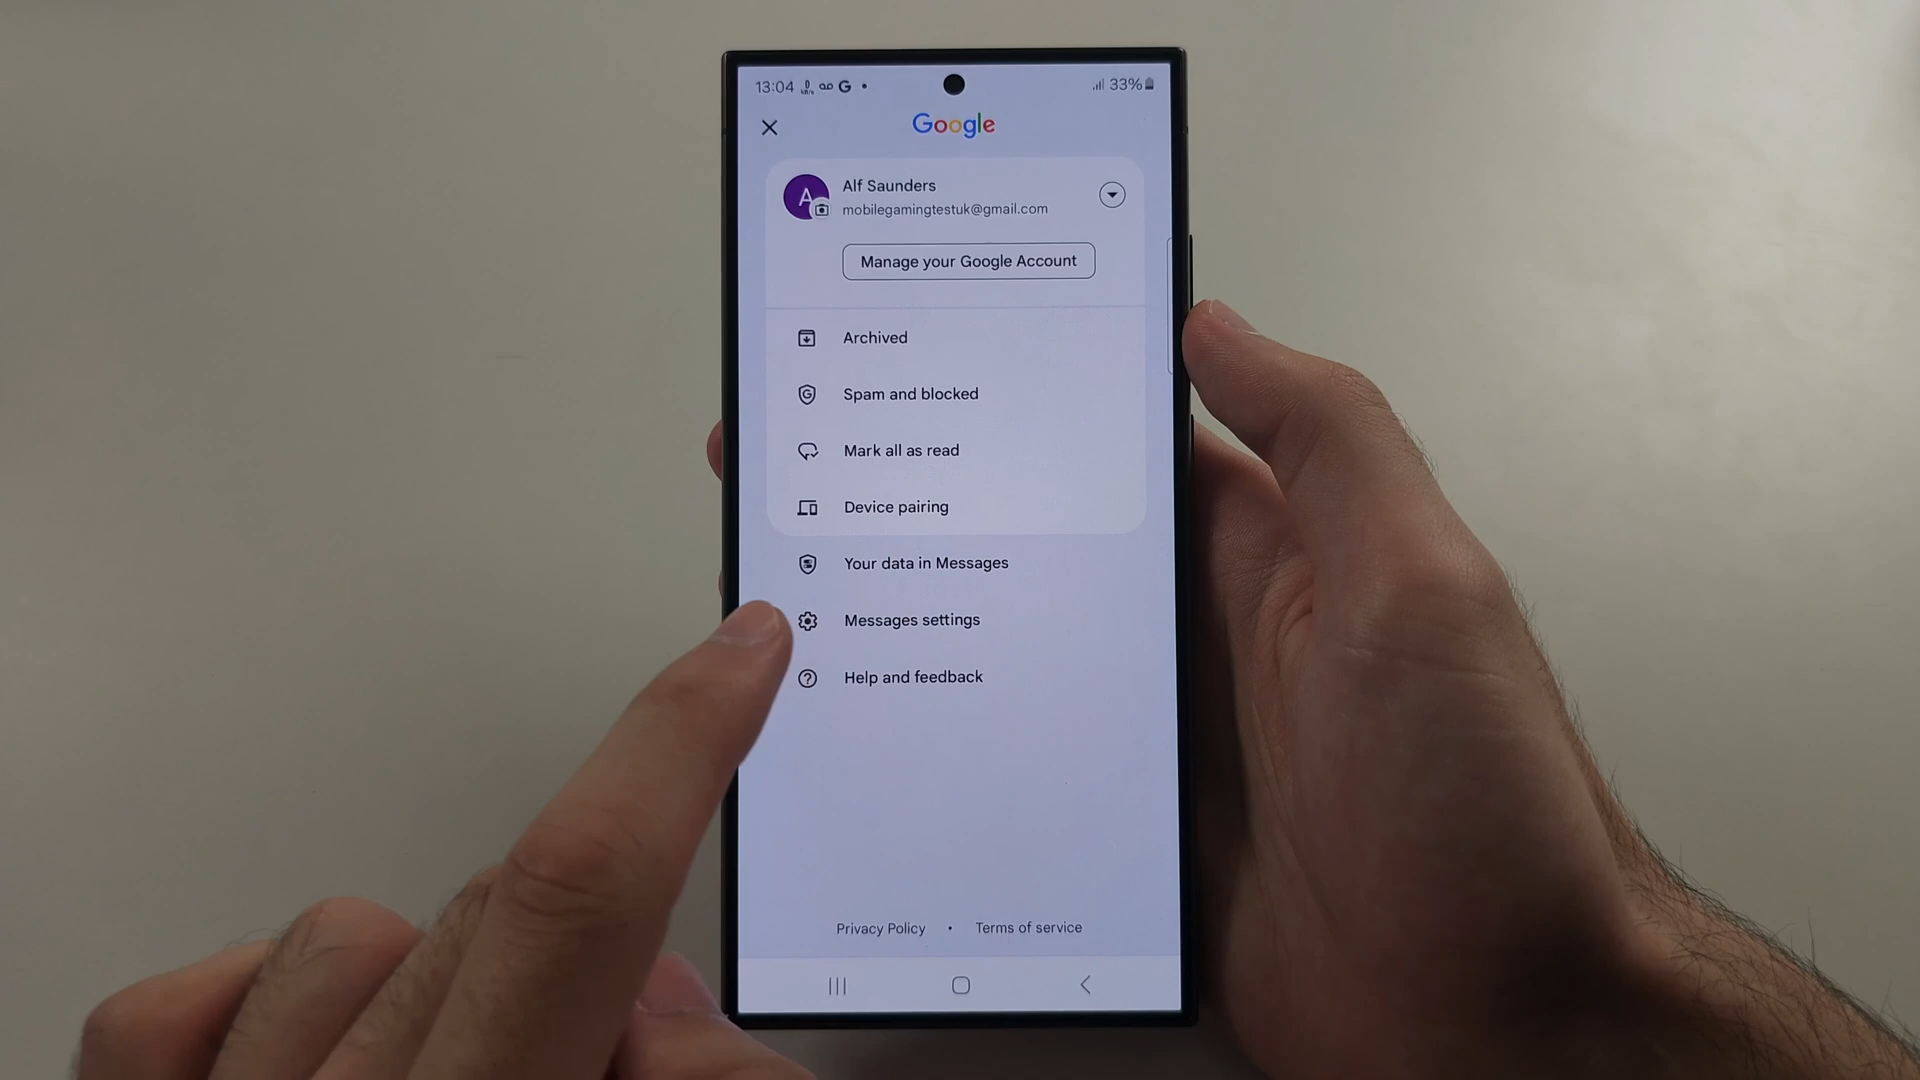 13:04 G • 33%
Google
A
Alf Saunders
mobilegamingtestuk@gmail.com
Manage your Google Account
Archived
Spam and blocked
Mark all as read
Device pairing
Your data in Messages
Messages settings
Help and feedback
Privacy Policy • Terms of service